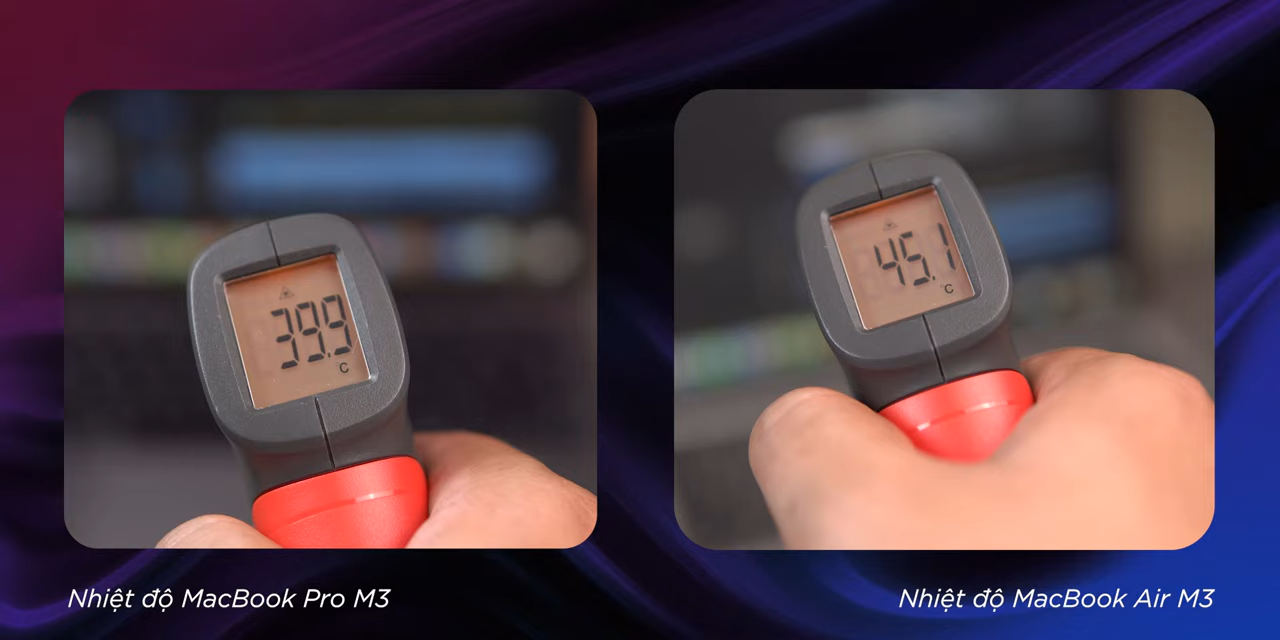 39.9
C
45.1
°C
Nhiệt độ MacBook Pro M3
Nhiệt độ MacBook Air M3